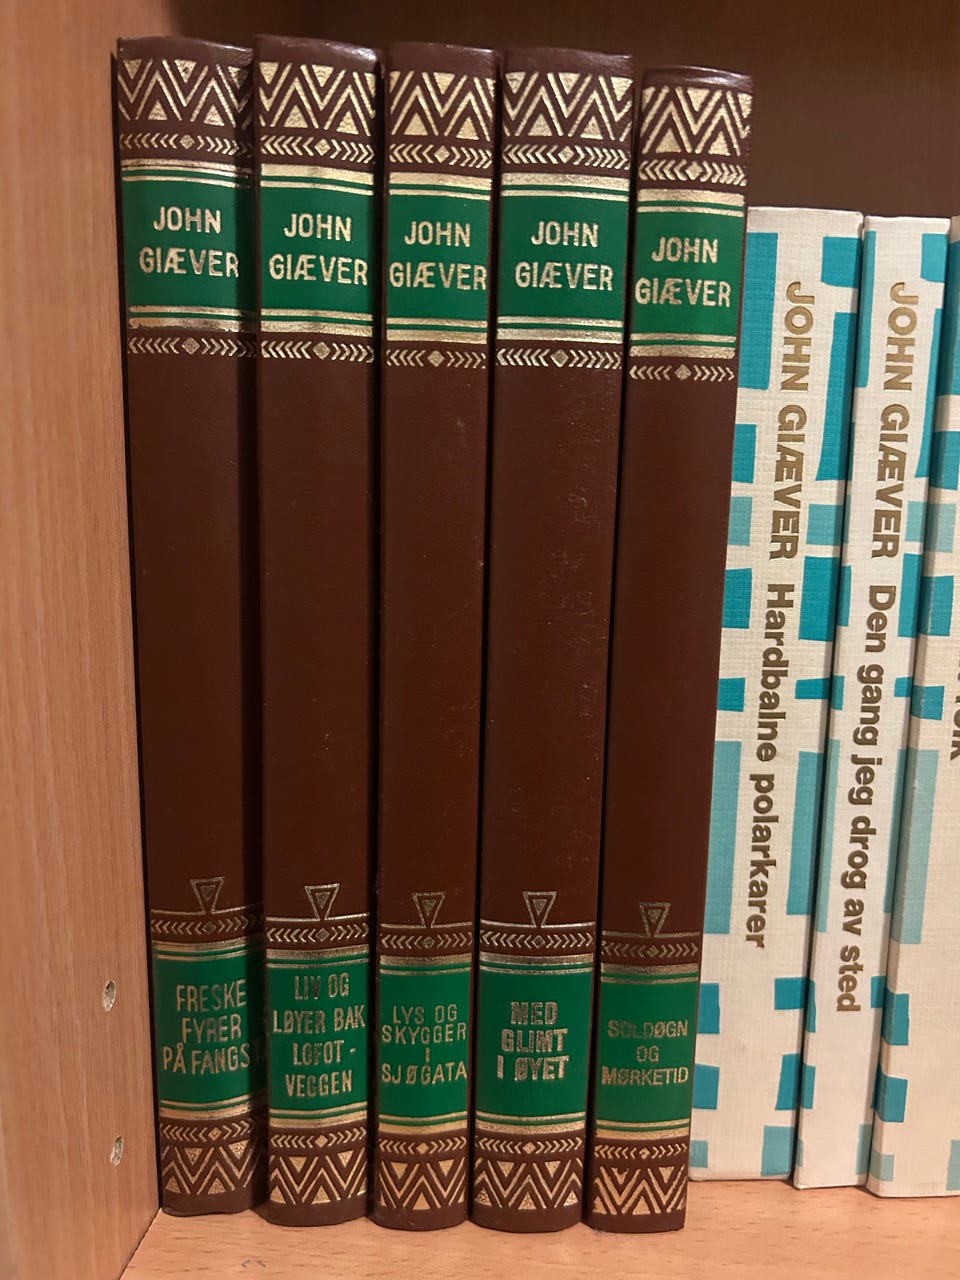 JOHN
GIÆVER
FRESKE
FYRER
PÅ FANGST
JOHN
GIÆVER
LIV OG
LØYER BAK
LOFOT-
VEGGEN
JOHN
GIÆVER
LYS OG
SKYGGER
I
SJØGATA
JOHN
GIÆVER
MED
GLIMT
I ØYET
JOHN
GIÆVER
SOLDØGN
OG
MØRKETID
JOHN GIÆVER Hardbalne polarkarer
JOHN GIÆVER Den gang jeg drog av sted